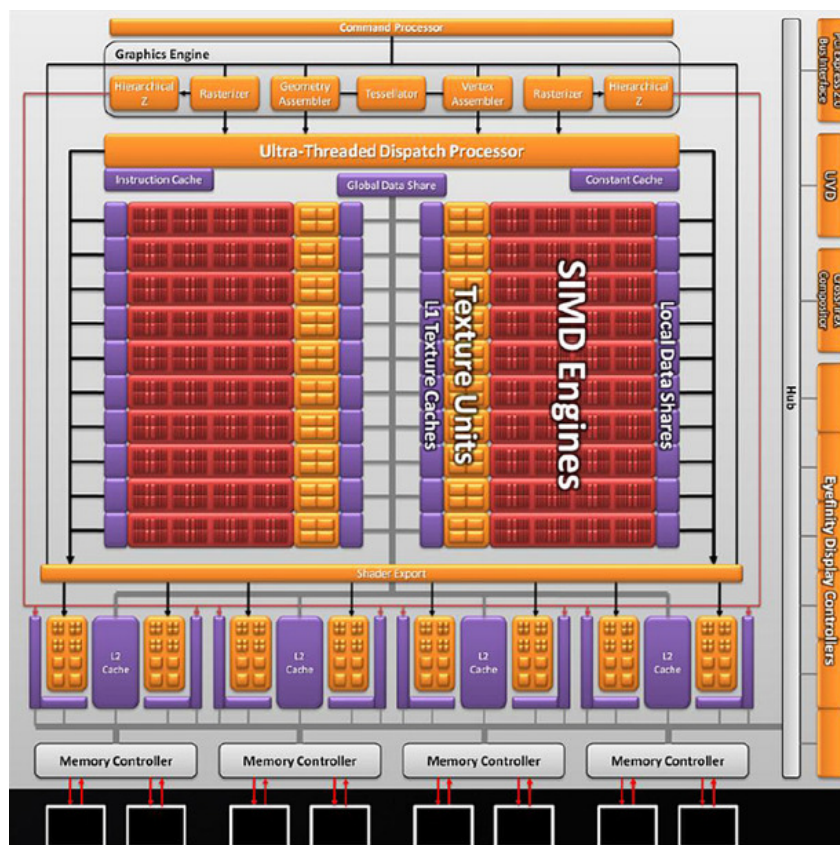 Command Processor
Graphics Engine
Hierarchical
Z
Rasterizer
Geometry
Assembler
Tessellator
Vertex
Assembler
Rasterizer
Hierarchical
Z
Ultra-Threaded Dispatch Processor
Instruction Cache
Global Data Share
Constant Cache
L1 Texture Caches
Texture Units
SIMD Engines
Local Data Shares
Shader Export
L2
Cache
L2
Cache
L2
Cache
L2
Cache
Memory Controller
Memory Controller
Memory Controller
Memory Controller
Hub
Bus Interface
UVD
Compositor
Eyefinity Display Controllers